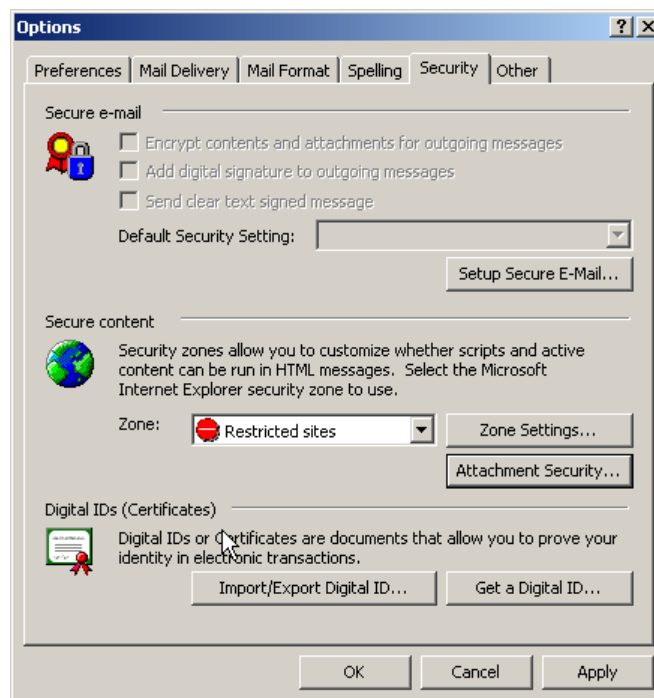 Options
Preferences Mail Delivery Mail Format Spelling Security Other
Secure e-mail
Encrypt contents and attachments for outgoing messages
Add digital signature to outgoing messages
Send clear text signed message
Default Security Setting:
Setup Secure E-Mail...
Secure content
Security zones allow you to customize whether scripts and active
content can be run in HTML messages. Select the Microsoft
Internet Explorer security zone to use.
Zone: Restricted sites Zone Settings...
Attachment Security...
Digital IDs (Certificates)
Digital IDs or Certificates are documents that allow you to prove your
identity in electronic transactions.
Import/Export Digital ID... Get a Digital ID...
OK Cancel Apply